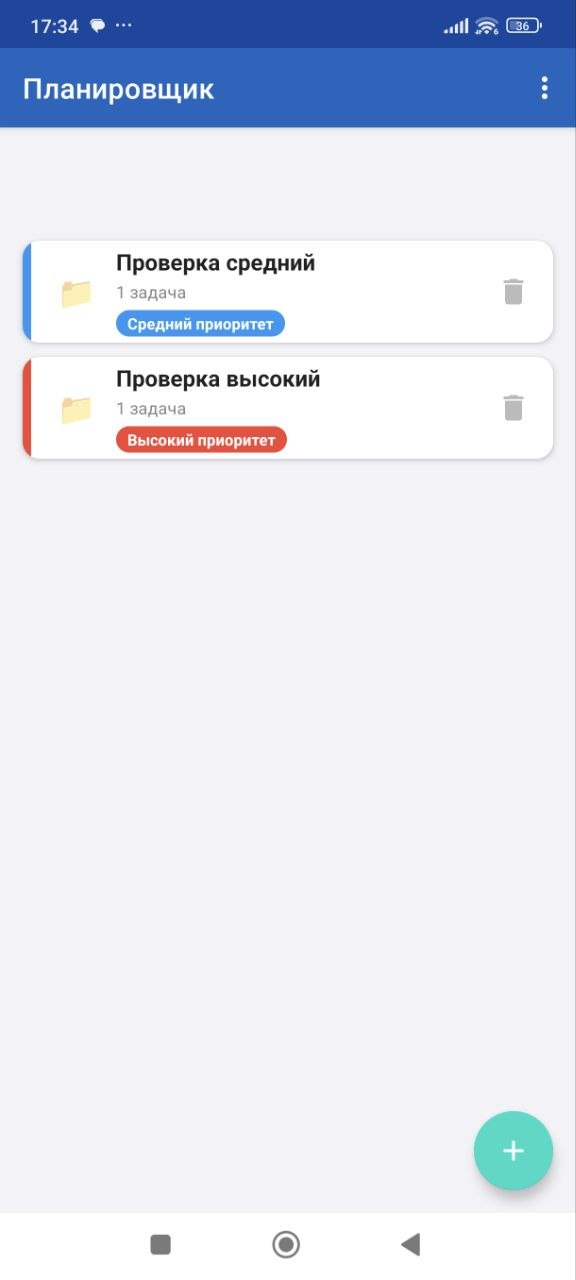 17:34
36
Планировщик
Проверка средний
1 задача
Средний приоритет
Проверка высокий
1 задача
Высокий приоритет